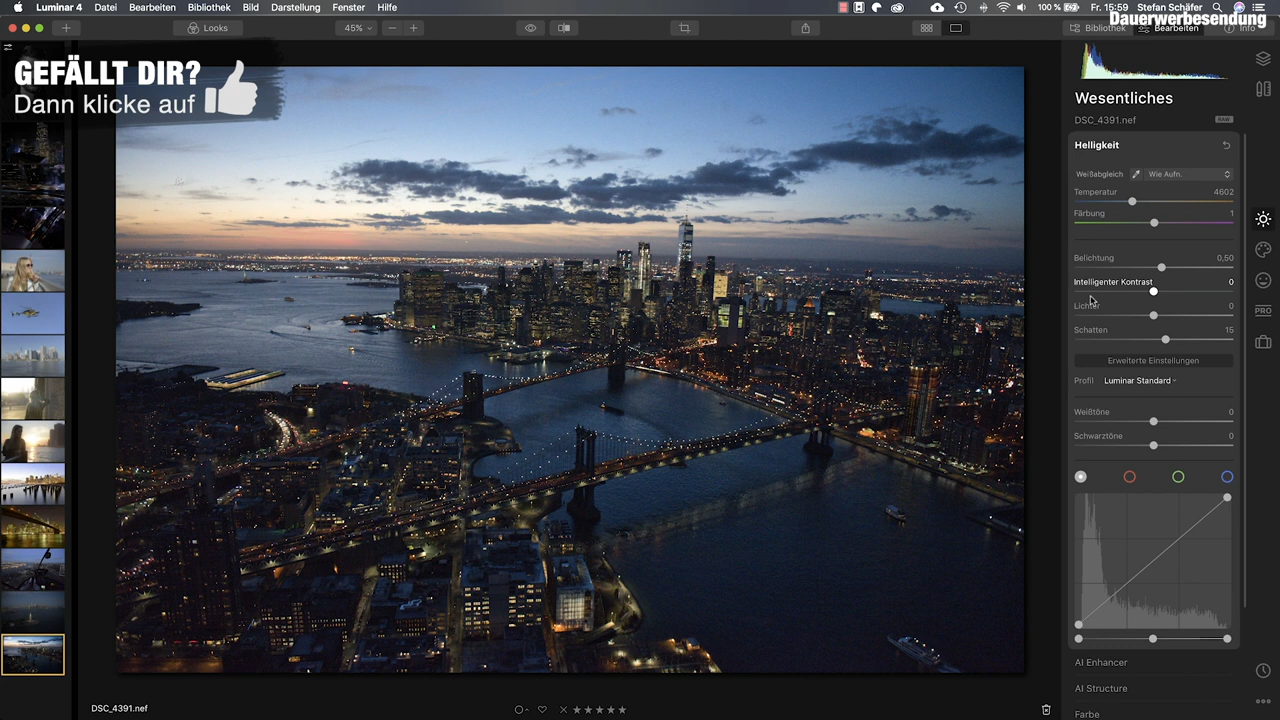 Luminar 4 Datei Bearbeiten Bibliothek Bild Darstellung Fenster Hilfe
100 % Fr. 15:59 Stefan Schäfer
Dauerwerbesendung
Looks
45%
Bibliothek Bearbeiten Info
GEFÄLLT DIR?
Dann klicke auf
Wesentliches
DSC_4391.nef RAW
Helligkeit
Weißabgleich Wie Aufn.
Temperatur 4602
Färbung 1
Belichtung 0,50
Intelligenter Kontrast 0
Lichter 0
Schatten 15
Erweiterte Einstellungen
Profil Luminar Standard
Weißtöne 0
Schwarztöne 0
PRO
AI Enhancer
AI Structure
Farbe
DSC_4391.nef